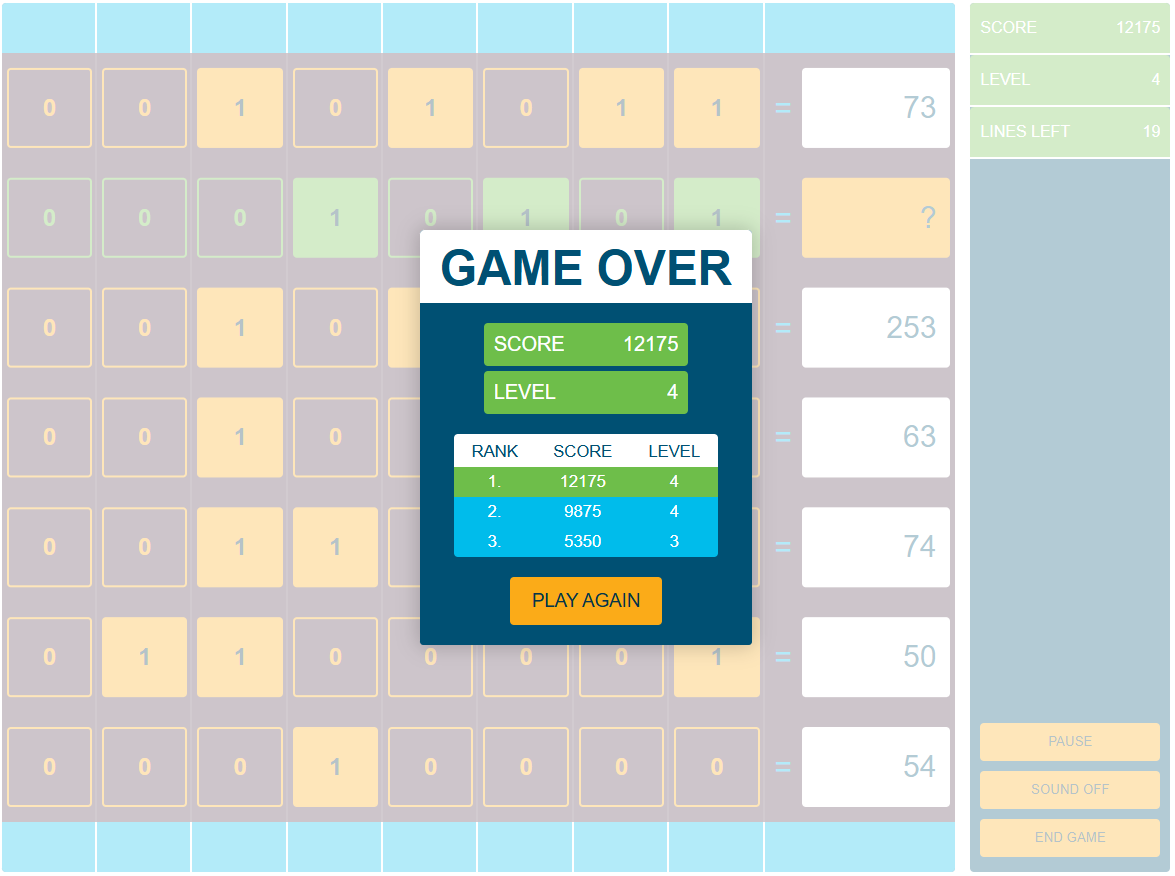 SCORE 12175
LEVEL 4
LINES LEFT 19
0 0 1 0 1 0 1 1 = 73
0 0 0 1 0 1 0 1 = ?
0 0 1 0 = 253
0 0 1 0 = 63
0 0 1 1 = 74
0 1 1 0 0 0 0 1 = 50
0 0 0 1 0 0 0 0 = 54
GAME OVER
SCORE 12175
LEVEL 4
RANK SCORE LEVEL
1. 12175 4
2. 9875 4
3. 5350 3
PLAY AGAIN
PAUSE
SOUND OFF
END GAME